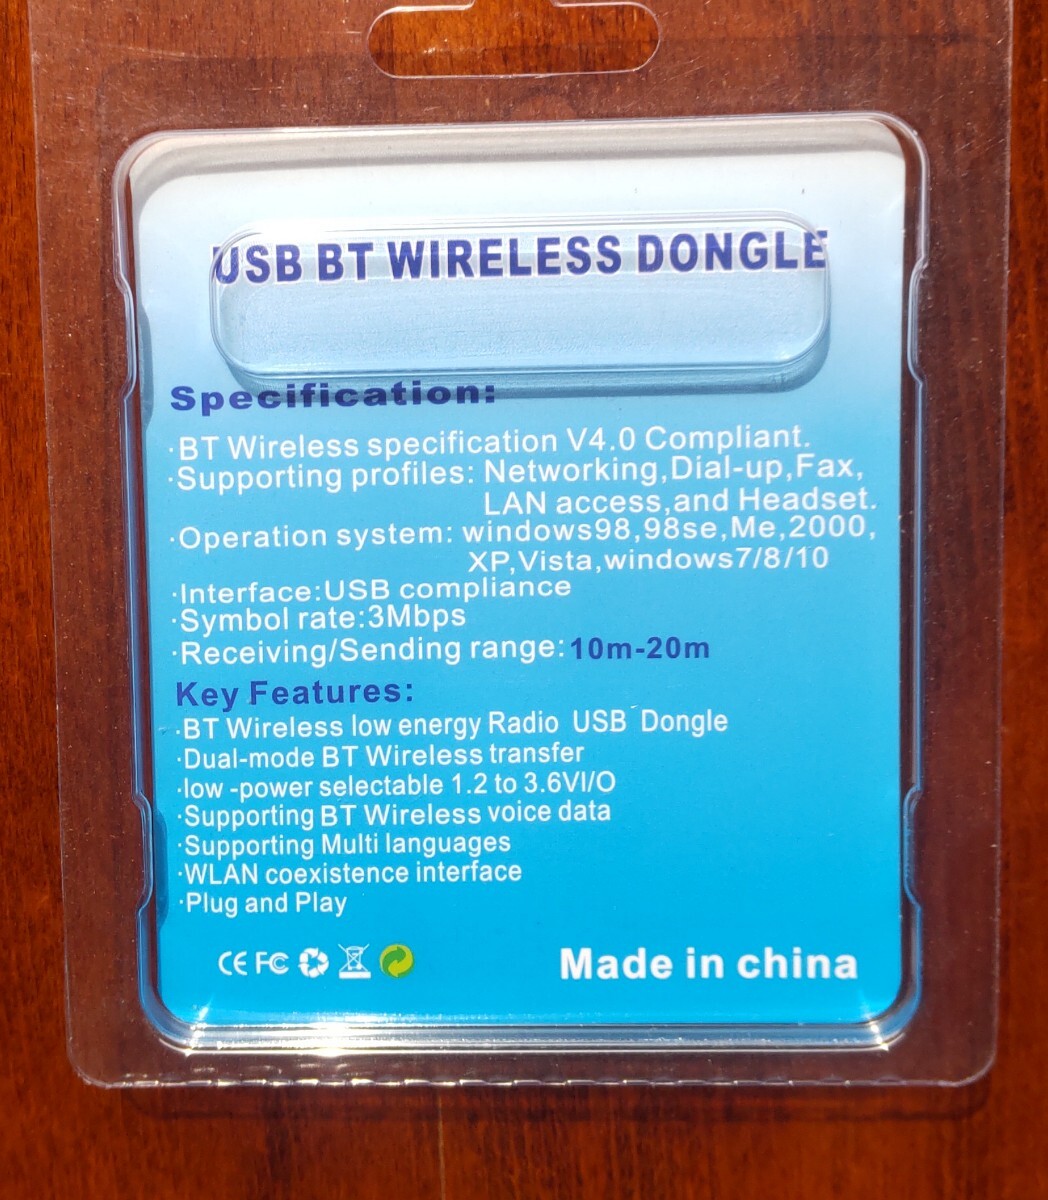 USB BT WIRELESS DONGLE
Specification:
·BT Wireless specification V4.0 Compliant.
·Supporting profiles: Networking,Dial-up,Fax,
LAN access,and Headset.
·Operation system: windows98,98se,Me,2000,
XP,Vista,windows7/8/10
·Interface:USB compliance
·Symbol rate:3Mbps
·Receiving/Sending range:10m-20m
Key Features:
·BT Wireless low energy Radio USB Dongle
·Dual-mode BT Wireless transfer
·low -power selectable 1.2 to 3.6VI/O
·Supporting BT Wireless voice data
·Supporting Multi languages
·WLAN coexistence interface
·Plug and Play
CE FC Made in china